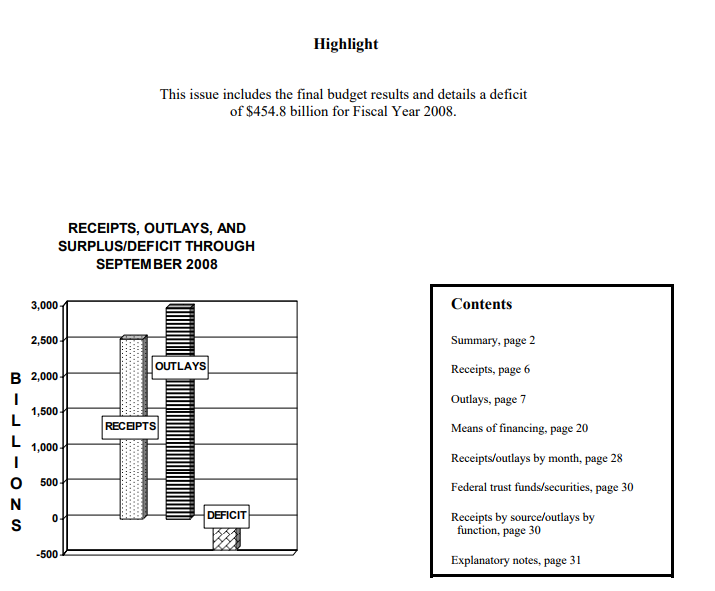 Highlight
This issue includes the final budget results and details a deficit
of $454.8 billion for Fiscal Year 2008.
RECEIPTS, OUTLAYS, AND
SURPLUS/DEFICIT THROUGH
SEPTEMBER 2008
BILLIONS
3,000
2,500
2,000
1,500
1,000
500
0
-500
RECEIPTS
OUTLAYS
DEFICIT
Contents
Summary, page 2
Receipts, page 6
Outlays, page 7
Means of financing, page 20
Receipts/outlays by month, page 28
Federal trust funds/securities, page 30
Receipts by source/outlays by
function, page 30
Explanatory notes, page 31